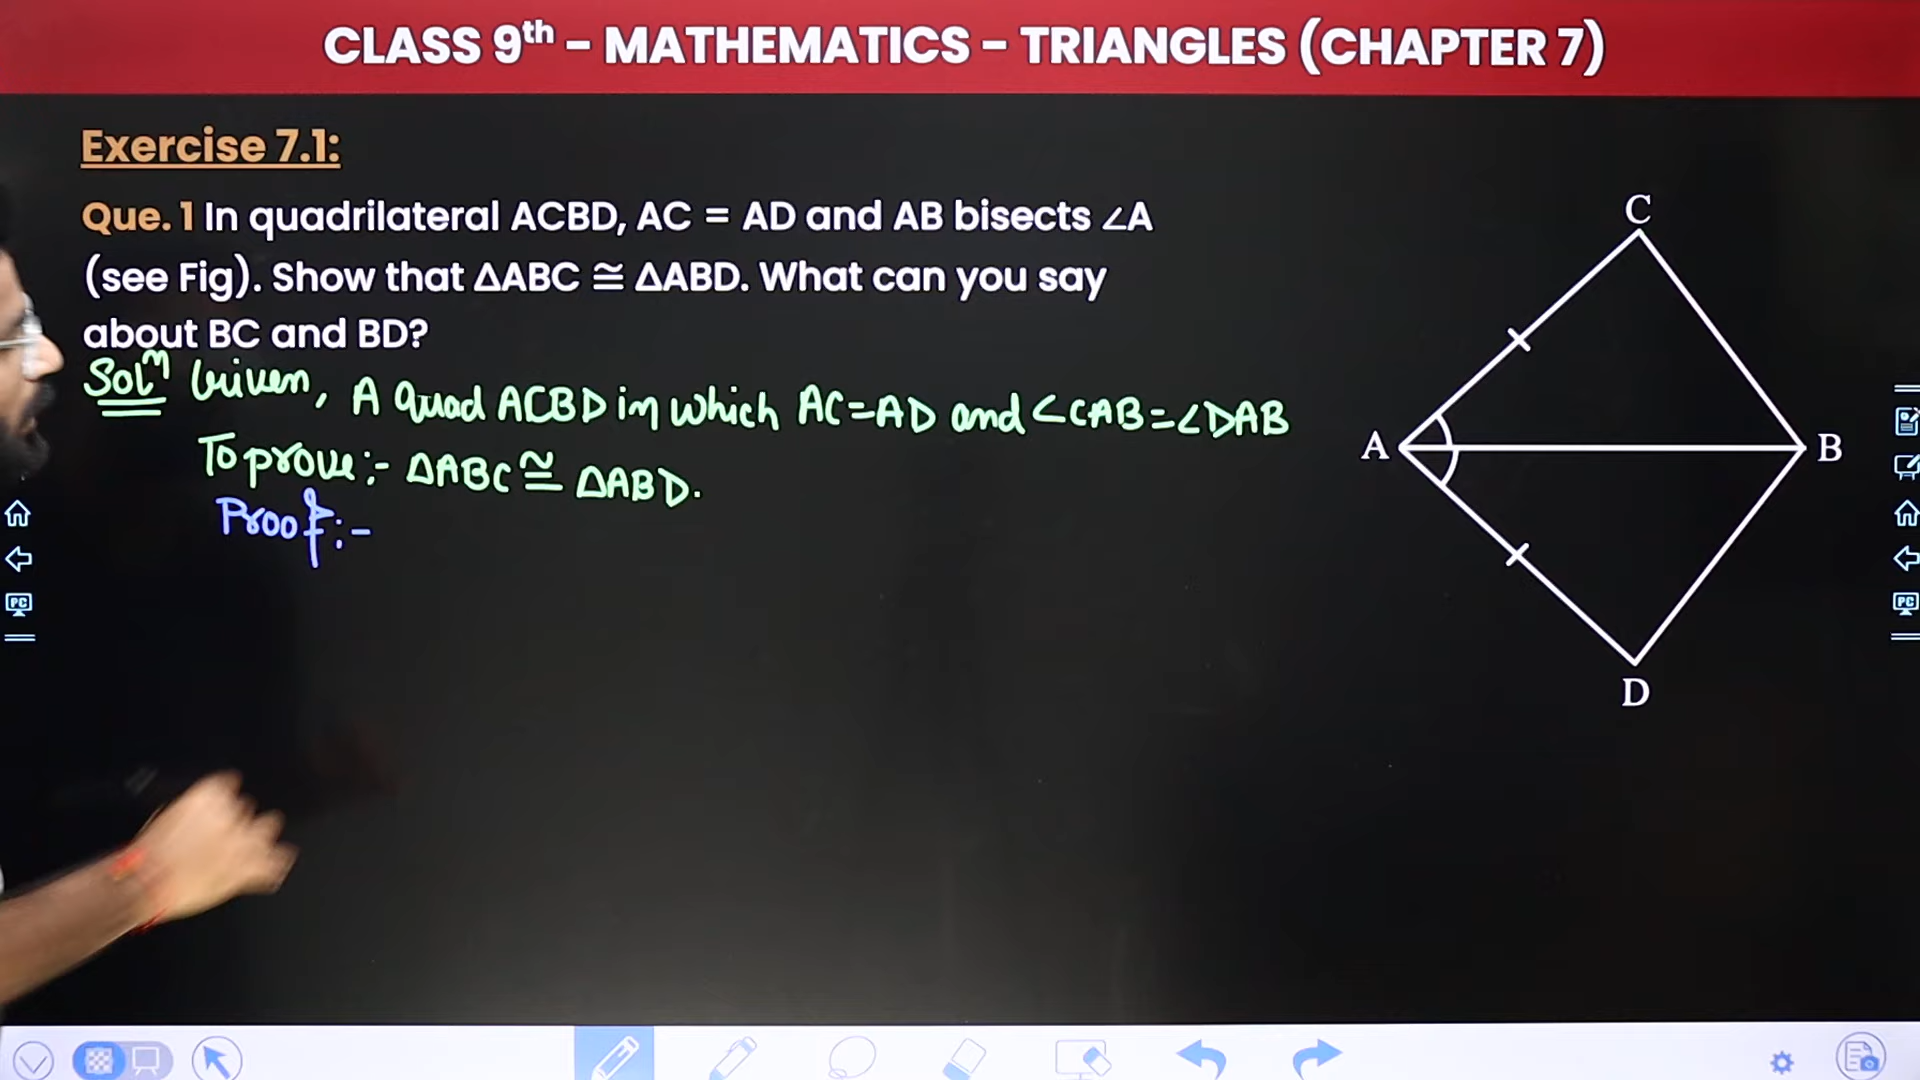 CLASS 9th – MATHEMATICS – TRIANGLES (CHAPTER 7)
Exercise 7.1:
Que. 1 In quadrilateral ACBD, AC = AD and AB bisects ∠A
(see Fig). Show that ΔABC ≅ ΔABD. What can you say
about BC and BD?
Solⁿ Given, A Quad ACBD in which AC=AD and ∠CAB=∠DAB
To prove:- ΔABC ≅ ΔABD.
Proof:-
C
A
B
D
PC
PC